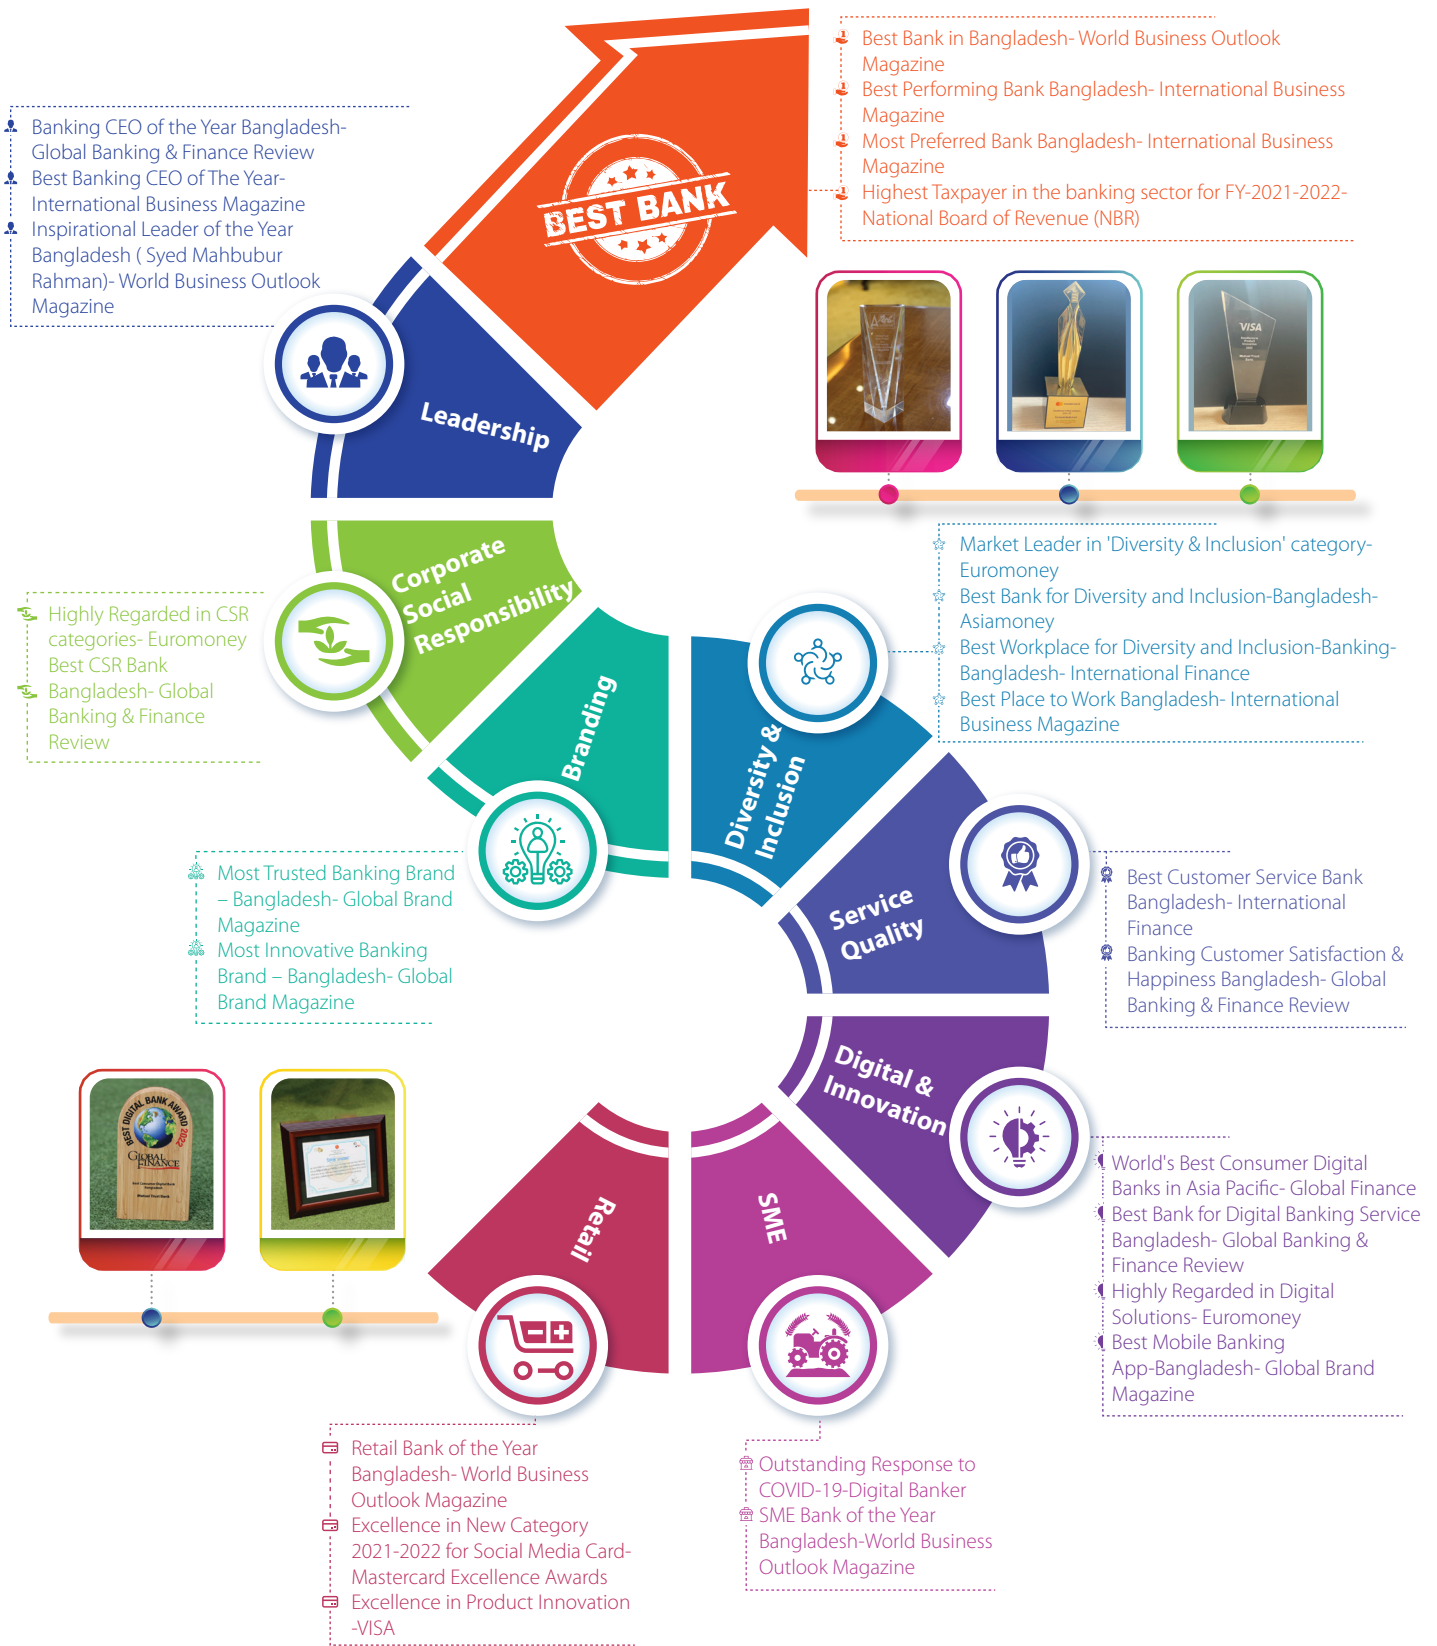 Best Bank in Bangladesh- World Business Outlook
Magazine
Best Performing Bank Bangladesh- International Business
Magazine
Most Preferred Bank Bangladesh- International Business
Magazine
Highest Taxpayer in the banking sector for FY-2021-2022-
National Board of Revenue (NBR)
BEST BANK
Banking CEO of the Year Bangladesh-
Global Banking & Finance Review
Best Banking CEO of The Year-
International Business Magazine
Inspirational Leader of the Year
Bangladesh ( Syed Mahbubur
Rahman)- World Business Outlook
Magazine
Leadership
VISA
Corporate
Social
Responsibility
Highly Regarded in CSR
categories- Euromoney
Best CSR Bank
Bangladesh- Global
Banking & Finance
Review
Market Leader in 'Diversity & Inclusion' category-
Euromoney
Best Bank for Diversity and Inclusion-Bangladesh-
Asiamoney
Best Workplace for Diversity and Inclusion-Banking-
Bangladesh- International Finance
Best Place to Work Bangladesh- International
Business Magazine
Branding
Diversity &
Inclusion
Most Trusted Banking Brand
– Bangladesh- Global Brand
Magazine
Most Innovative Banking
Brand – Bangladesh- Global
Brand Magazine
Service
Quality
Best Customer Service Bank
Bangladesh- International
Finance
Banking Customer Satisfaction &
Happiness Bangladesh- Global
Banking & Finance Review
Digital &
Innovation
BEST DIGITAL BANK AWARD 2022
GLOBAL
FINANCE
Best Consumer Digital Bank
Bangladesh
Mutual Trust Bank
World's Best Consumer Digital
Banks in Asia Pacific- Global Finance
Best Bank for Digital Banking Service
Bangladesh- Global Banking &
Finance Review
Highly Regarded in Digital
Solutions- Euromoney
Best Mobile Banking
App-Bangladesh- Global Brand
Magazine
Retail
SME
Retail Bank of the Year
Bangladesh- World Business
Outlook Magazine
Excellence in New Category
2021-2022 for Social Media Card-
Mastercard Excellence Awards
Excellence in Product Innovation
-VISA
Outstanding Response to
COVID-19-Digital Banker
SME Bank of the Year
Bangladesh-World Business
Outlook Magazine